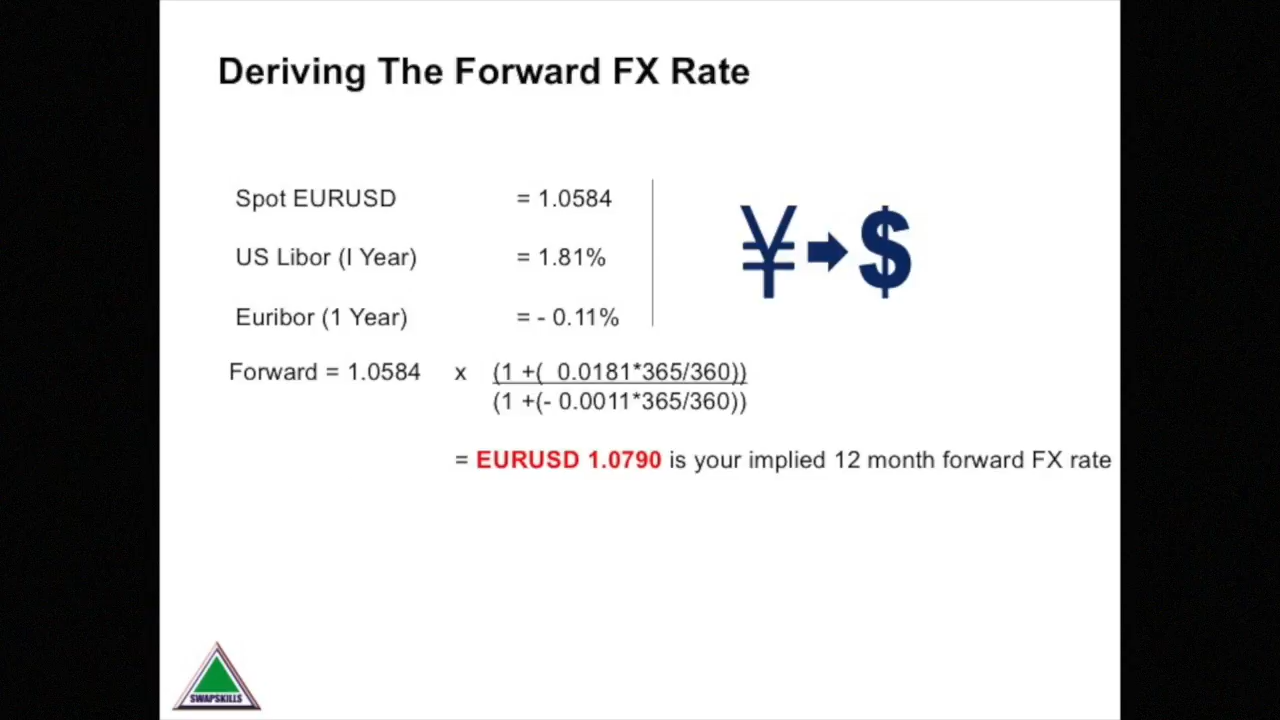 Deriving The Forward FX Rate
Spot EURUSD = 1.0584
US Libor (I Year) = 1.81%
Euribor (1 Year) = - 0.11%
¥ $
Forward = 1.0584 x (1 +( 0.0181*365/360))
(1 +(- 0.0011*365/360))
= EURUSD 1.0790 is your implied 12 month forward FX rate
SWAPSKILLS